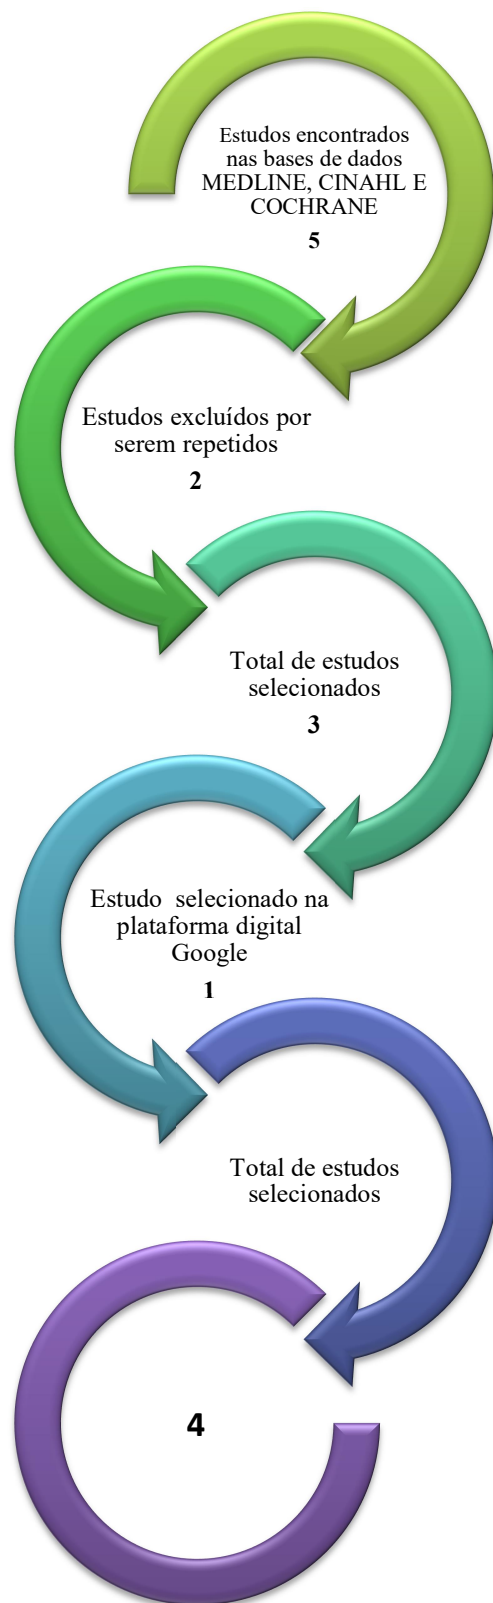 Estudos encontrados
nas bases de dados
MEDLINE, CINAHL E
COCHRANE
5
Estudos excluídos por
serem repetidos
2
Total de estudos
selecionados
3
Estudo selecionado na
plataforma digital
Google
1
Total de estudos
selecionados
4